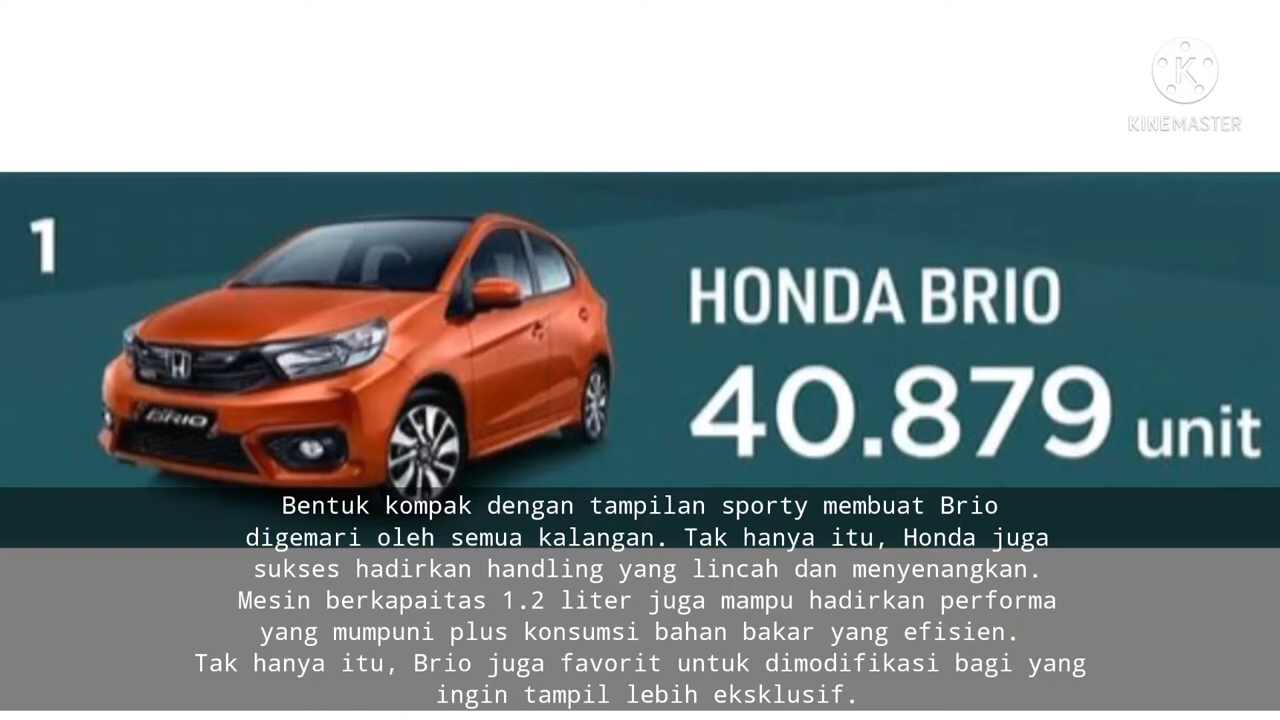 KINEMASTER
1
HONDA BRIO
40.879 unit
BRIO
Bentuk kompak dengan tampilan sporty membuat Brio
digemari oleh semua kalangan. Tak hanya itu, Honda juga
sukses hadirkan handling yang lincah dan menyenangkan.
Mesin berkapaitas 1.2 liter juga mampu hadirkan performa
yang mumpuni plus konsumsi bahan bakar yang efisien.
Tak hanya itu, Brio juga favorit untuk dimodifikasi bagi yang
ingin tampil lebih eksklusif.